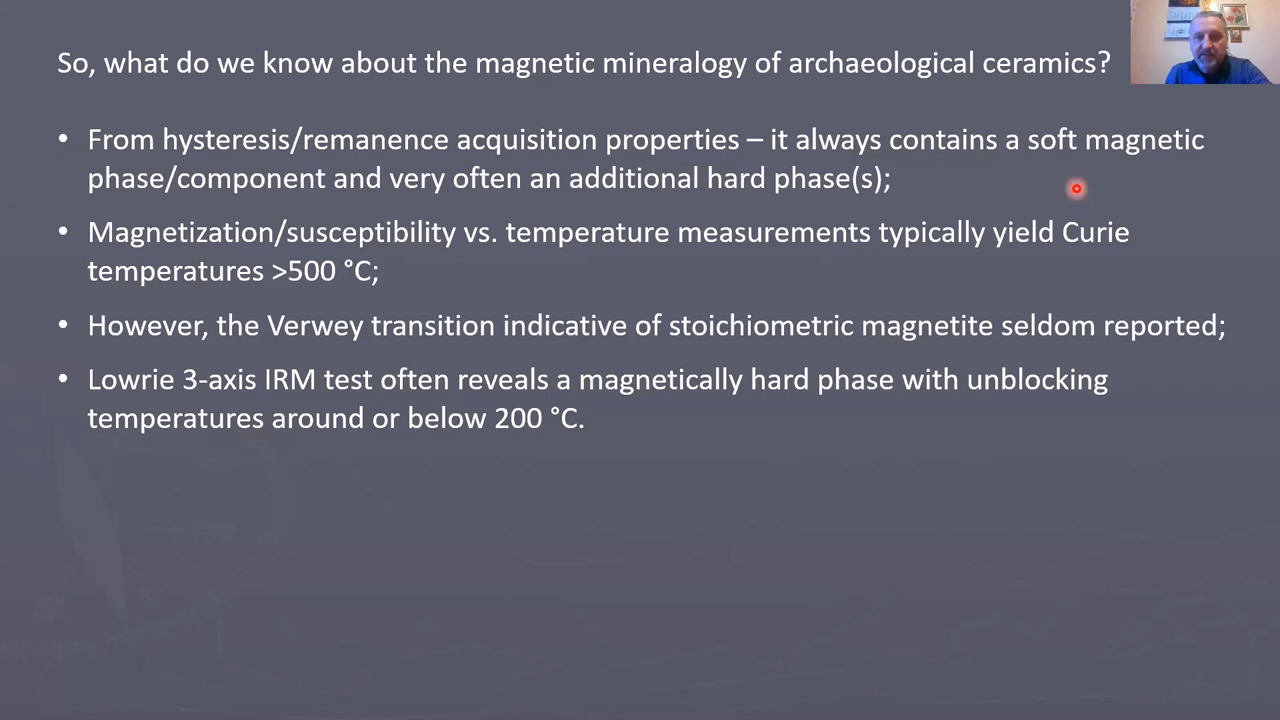 So, what do we know about the magnetic mineralogy of archaeological ceramics?
• From hysteresis/remanence acquisition properties – it always contains a soft magnetic
phase/component and very often an additional hard phase(s);
• Magnetization/susceptibility vs. temperature measurements typically yield Curie
temperatures >500 °C;
• However, the Verwey transition indicative of stoichiometric magnetite seldom reported;
• Lowrie 3-axis IRM test often reveals a magnetically hard phase with unblocking
temperatures around or below 200 °C.